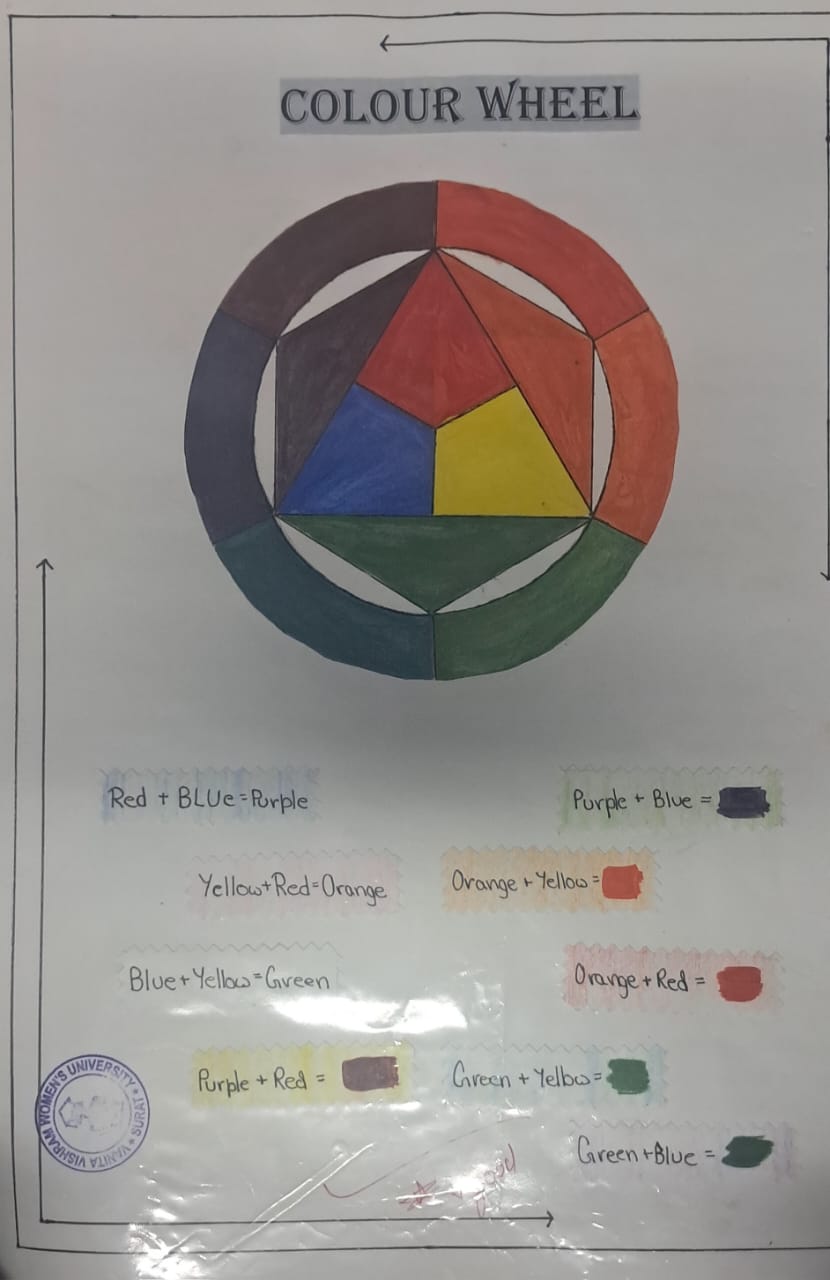 COLOUR WHEEL
Red + BLUe = Purple
Purple + Blue =
Yellow + Red = Orange
Orange + Yellow =
Blue + Yellow = Green
Orange + Red =
Purple + Red =
Green + Yellow =
Green + Blue =
VANITA VISHRAM WOMEN'S UNIVERSITY * SURAT *
Good